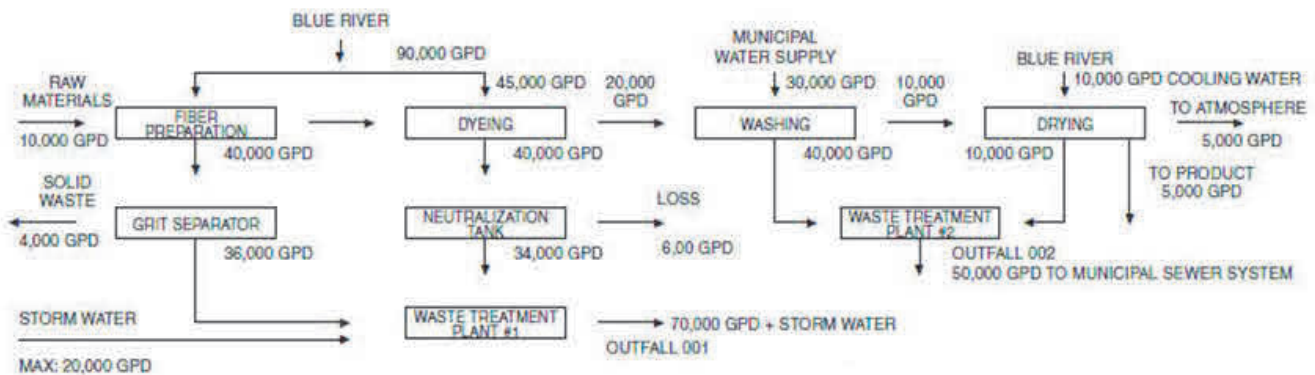 BLUE RIVER
90,000 GPD
RAW
MATERIALS
10,000 GPD
FIBER
PREPARATION
40,000 GPD
45,000 GPD
DYEING
40,000 GPD
20,000
GPD
MUNICIPAL
WATER SUPPLY
30,000 GPD
WASHING
40,000 GPD
10,000
GPD
BLUE RIVER
10,000 GPD COOLING WATER
DRYING
10,000 GPD
TO ATMOSPHERE
5,000 GPD
TO PRODUCT
5,000 GPD
SOLID
WASTE
4,000 GPD
GRIT SEPARATOR
36,000 GPD
NEUTRALIZATION
TANK
34,000 GPD
LOSS
6,00 GPD
WASTE TREATMENT
PLANT #2
OUTFALL 002
50,000 GPD TO MUNICIPAL SEWER SYSTEM
STORM WATER
MAX: 20,000 GPD
WASTE TREATMENT
PLANT #1
70,000 GPD + STORM WATER
OUTFALL 001